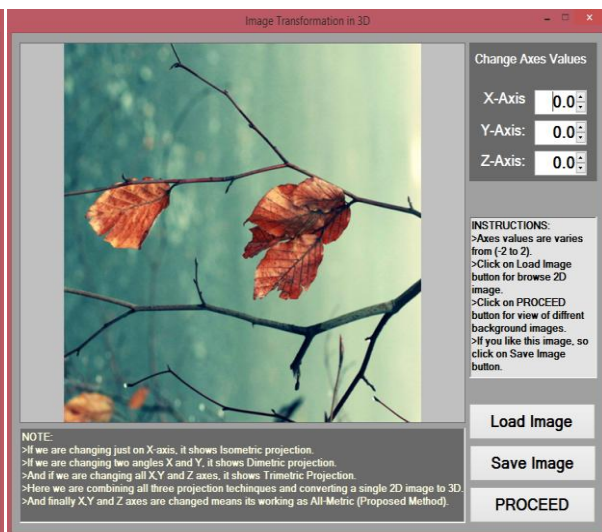 Image Transformation in 3D
Change Axes Values
X-Axis 0.0
Y-Axis: 0.0
Z-Axis: 0.0
INSTRUCTIONS:
>Axes values are varies
from (-2 to 2).
>Click on Load Image
button for browse 2D
image.
>Click on PROCEED
button for view of diffrent
background images.
>If you like this image, so
click on Save Image
button.
Load Image
Save Image
PROCEED
NOTE:
>If we are changing just on X-axis, it shows Isometric projection.
>If we are changing two angles X and Y, it shows Dimetric projection.
>And if we are changing all X,Y and Z axes, it shows Trimetric Projection.
>Here we are combining all three projection techinques and converting a single 2D image to 3D.
>And finally X,Y and Z axes are changed means its working as All-Metric (Proposed Method).